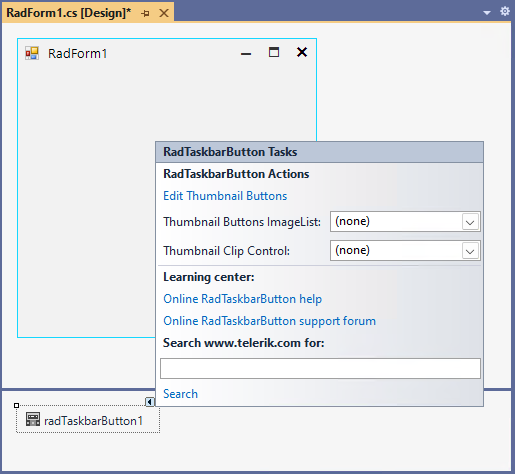 RadForm1.cs [Design]*
RadForm1
RadTaskbarButton Tasks
RadTaskbarButton Actions
Edit Thumbnail Buttons
Thumbnail Buttons ImageList: (none)
Thumbnail Clip Control: (none)
Learning center:
Online RadTaskbarButton help
Online RadTaskbarButton support forum
Search www.telerik.com for:
Search
radTaskbarButton1